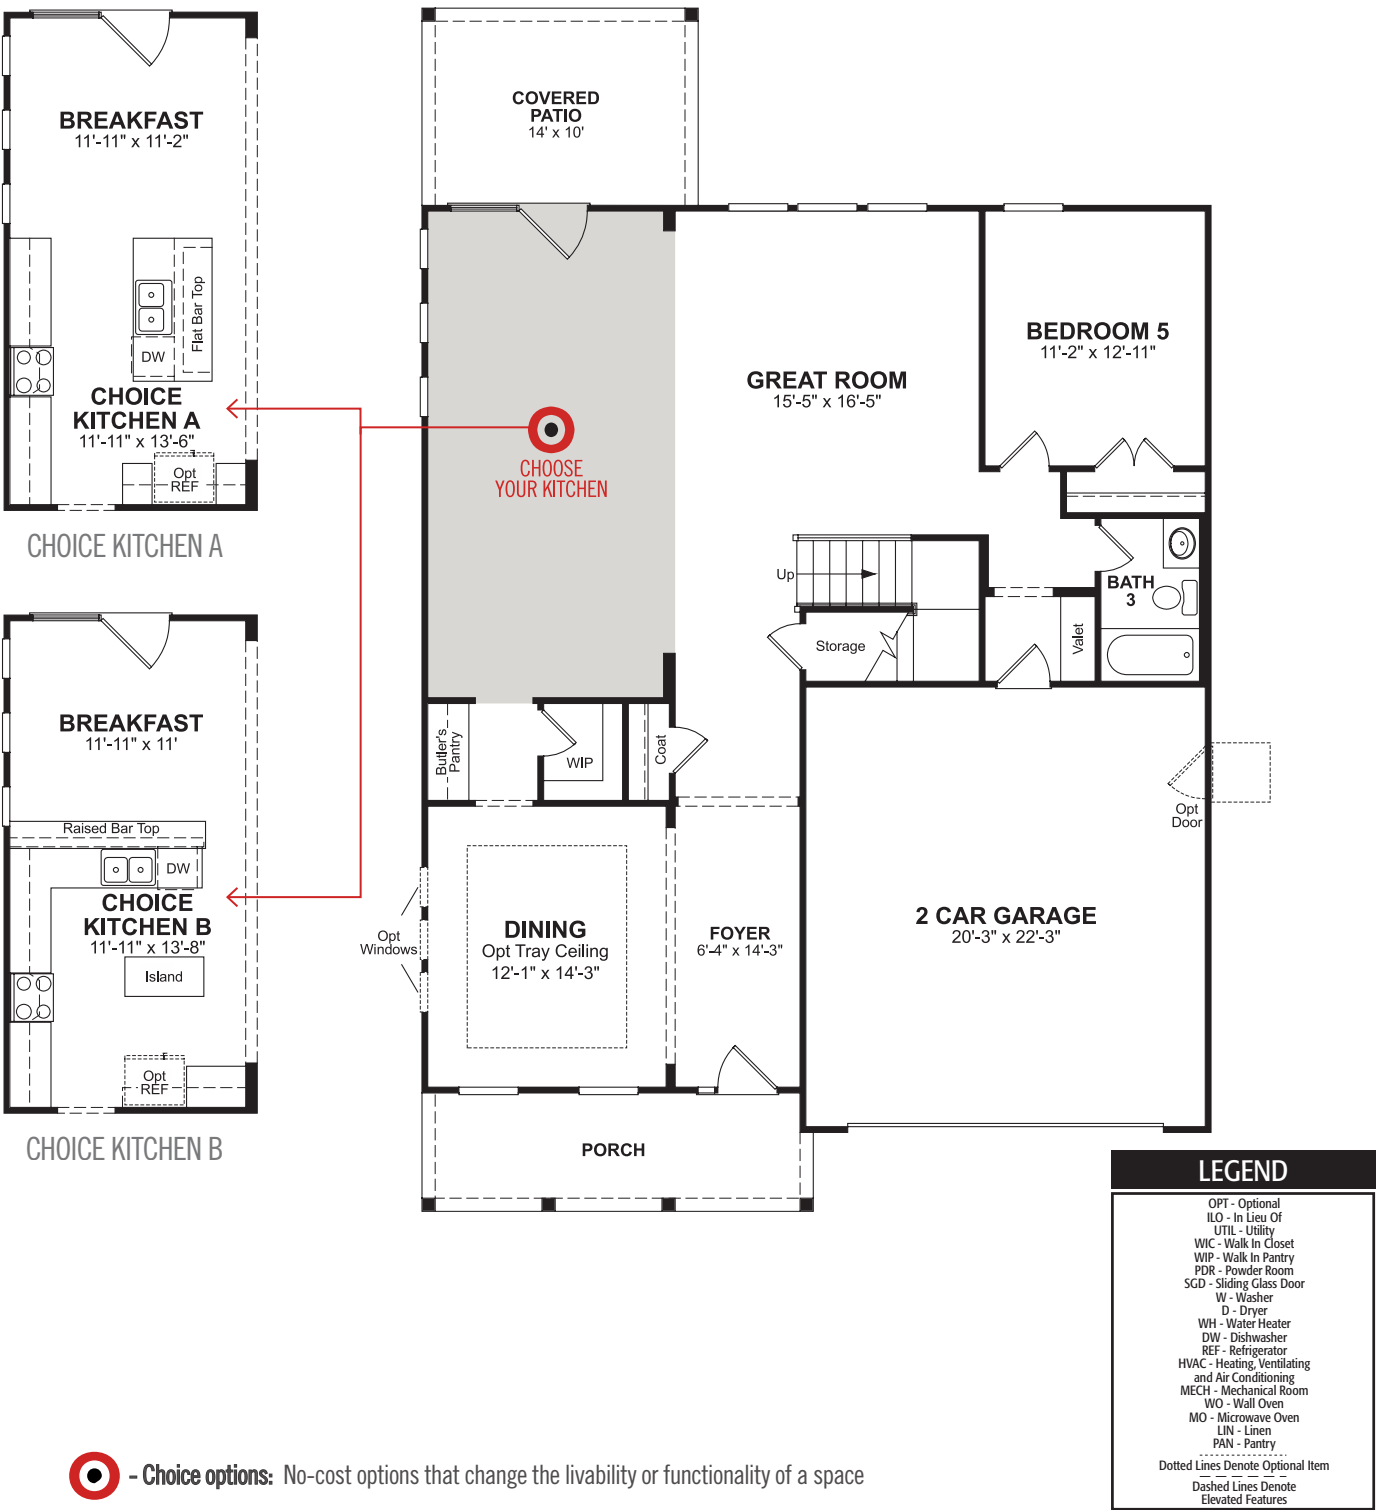 BREAKFAST
11'-11" x 11'-2"
Flat Bar Top
DW
CHOICE
KITCHEN A
11'-11" x 13'-6"
Opt
REF
CHOICE KITCHEN A
BREAKFAST
11'-11" x 11'
Raised Bar Top
DW
CHOICE
KITCHEN B
11'-11" x 13'-8"
Island
Opt
REF
CHOICE KITCHEN B
COVERED
PATIO
14' x 10'
CHOOSE
YOUR KITCHEN
GREAT ROOM
15'-5" x 16'-5"
BEDROOM 5
11'-2" x 12'-11"
Up
Storage
BATH
3
Valet
Butler's
Pantry
WIP
Coat
Opt
Door
Opt
Windows
DINING
Opt Tray Ceiling
12'-1" x 14'-3"
FOYER
6'-4" x 14'-3"
2 CAR GARAGE
20'-3" x 22'-3"
PORCH
LEGEND
OPT - Optional
ILO - In Lieu Of
UTIL - Utility
WIC - Walk In Closet
WIP - Walk In Pantry
PDR - Powder Room
SGD - Sliding Glass Door
W - Washer
D - Dryer
WH - Water Heater
DW - Dishwasher
REF - Refrigerator
HVAC - Heating, Ventilating
and Air Conditioning
MECH - Mechanical Room
WO - Wall Oven
MO - Microwave Oven
LIN - Linen
PAN - Pantry
Dotted Lines Denote Optional Item
Dashed Lines Denote
Elevated Features
- Choice options: No-cost options that change the livability or functionality of a space